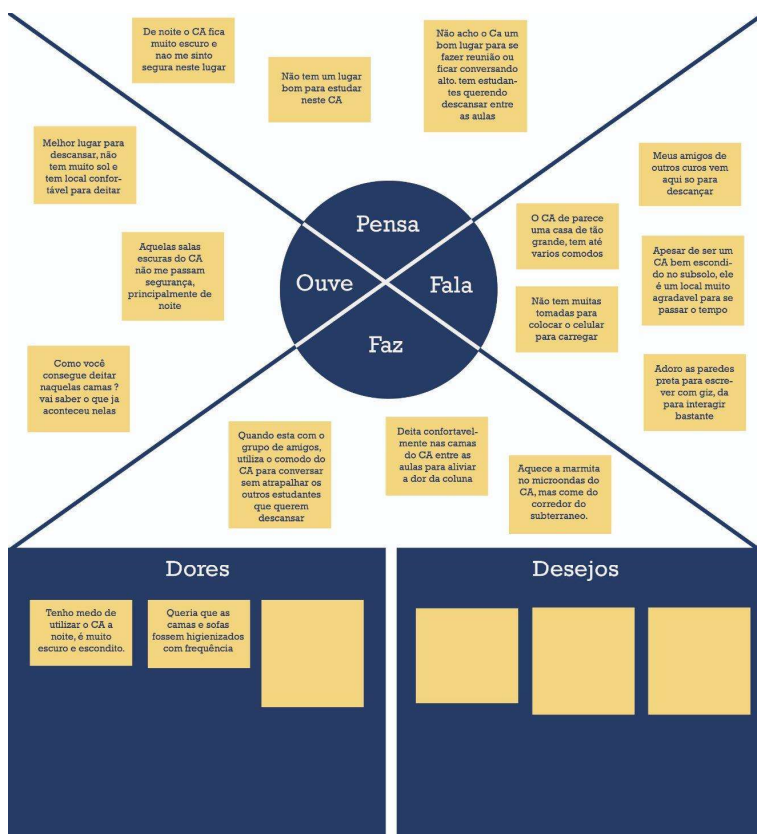 De noite o CA fica
muito escuro e
nao me sinto
segura neste lugar
Não tem um lugar
bom para estudar
neste CA
Não acho o Ca um
bom lugar para se
fazer reunião ou
ficar conversando
alto. tem estudan-
tes querendo
descansar entre
as aulas
Melhor lugar para
descansar, não
tem muito sol e
tem local confor-
tável para deitar
Aquelas salas
escuras do CA
não me passam
segurança,
principalmente de
noite
Como você
consegue deitar
naquelas camas ?
vai saber o que ja
aconteceu nelas
Pensa
Ouve
Fala
Faz
Meus amigos de
outros curos vem
aqui so para
descançar
O CA de parece
uma casa de tão
grande, tem até
varios comodos
Apesar de ser um
CA bem escondi-
do no subsolo, ele
é um local muito
agradavel para se
passar o tempo
Não tem muitas
tomadas para
colocar o celular
para carregar
Adoro as paredes
preta para escre-
ver com giz, da
para interagir
bastante
Quando esta com o
grupo de amigos,
utiliza o comodo do
CA para conversar
sem atrapalhar os
outros estudantes
que querem
descansar
Deita confortavel-
mente nas camas
do CA entre as
aulas para aliviar
a dor da coluna
Aquece a marmita
no microondas do
CA, mas come do
corredor do
subterraneo.
Dores
Tenho medo de
utilizar o CA a
noite, é muito
escuro e escondito.
Queria que as
camas e sofas
fossem higienizados
com frequência
Desejos